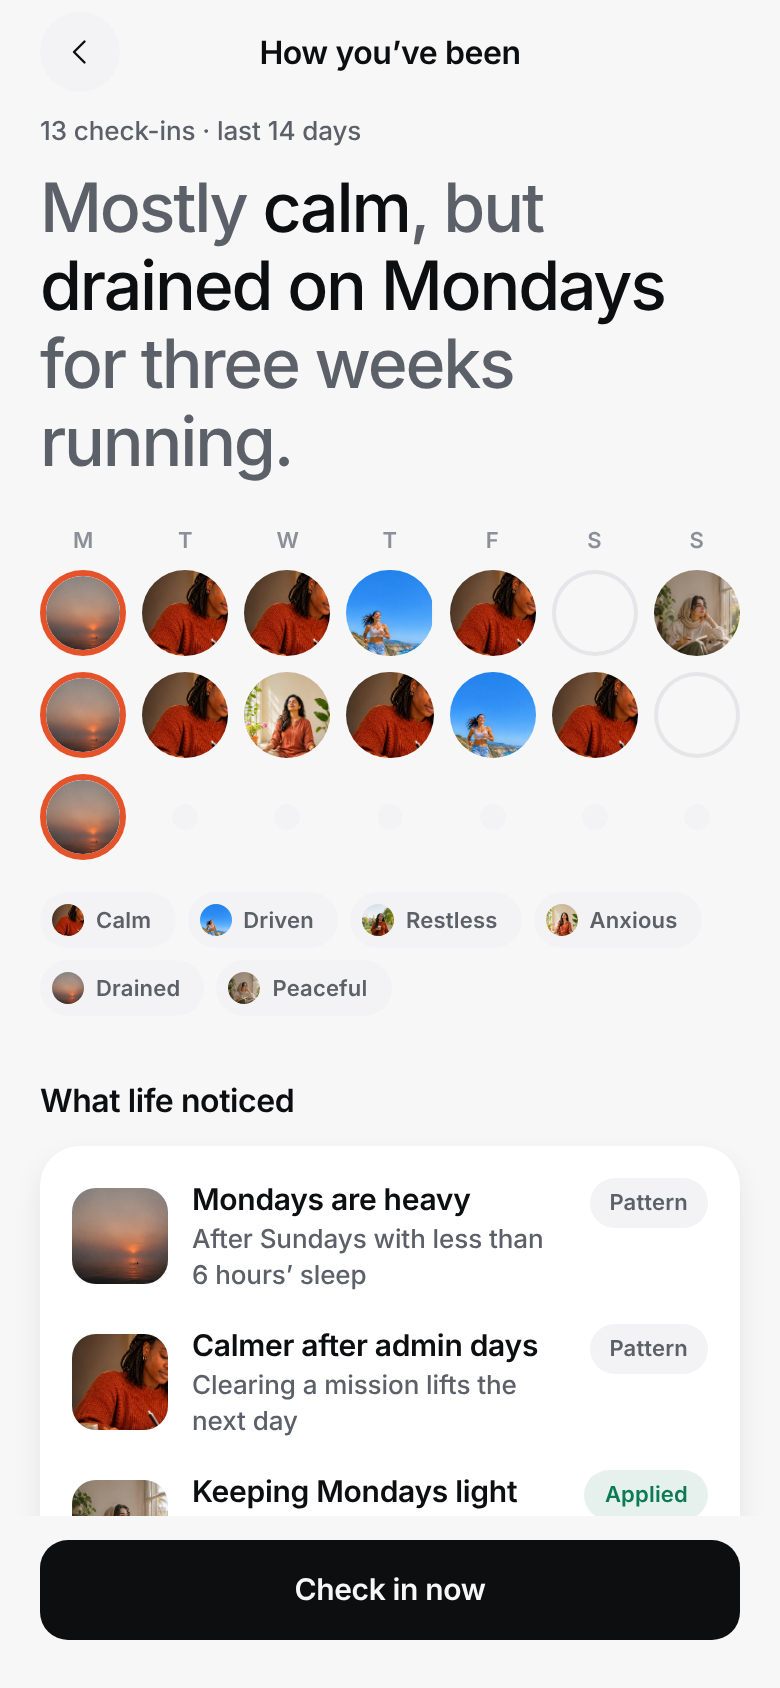 How you’ve been
13 check-ins · last 14 days
Mostly calm, but
drained on Mondays
for three weeks
running.
M T W T F S S
Calm Driven Restless Anxious
Drained Peaceful
What life noticed
Mondays are heavy Pattern
After Sundays with less than
6 hours’ sleep
Calmer after admin days Pattern
Clearing a mission lifts the
next day
Keeping Mondays light Applied
Check in now